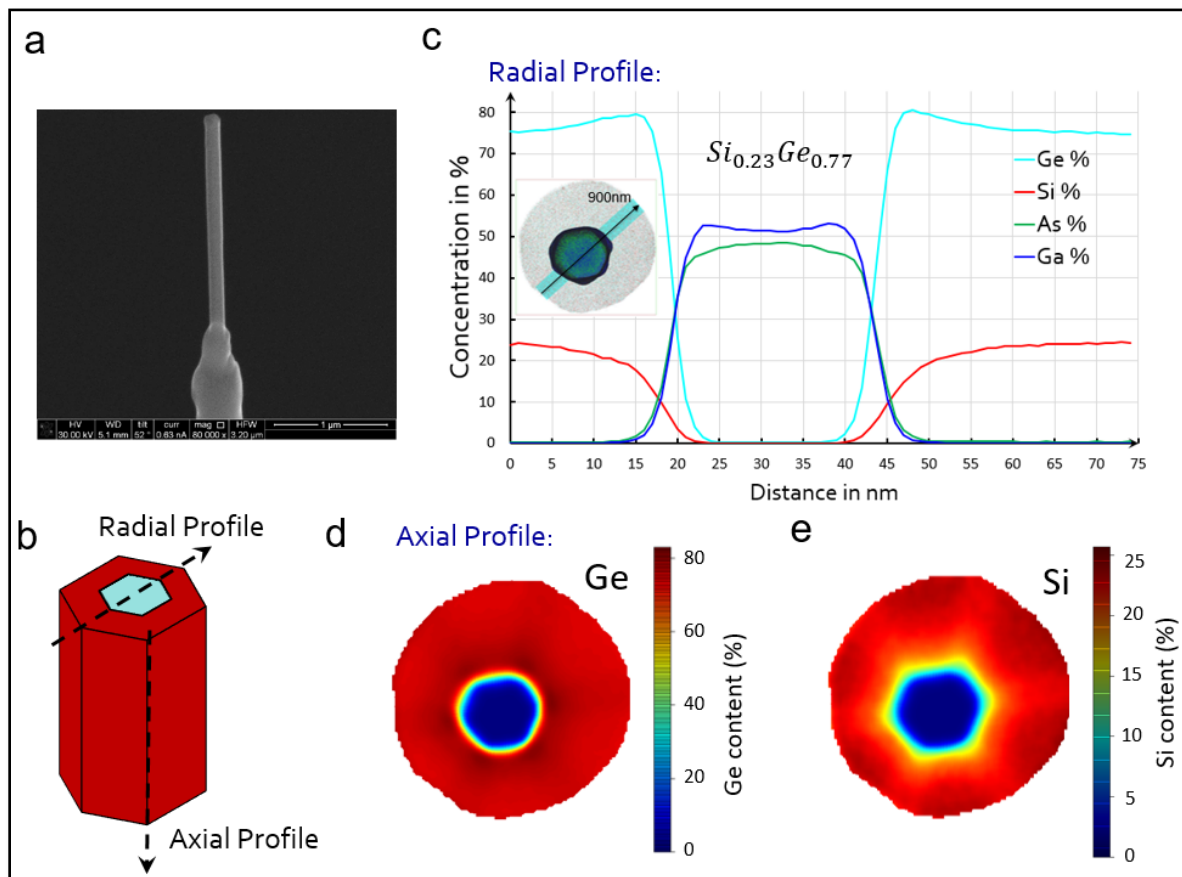 a
HV
WD
tilt
curr
mag
HFW
1 µm
30.00 kV
5.1 mm
52 °
0.63 nA
80 000 x
3.20 µm
b
Radial Profile
Axial Profile
c
Radial Profile:
Concentration in %
80
70
60
50
40
30
20
10
0
0 5 10 15 20 25 30 35 40 45 50 55 60 65 70 75
Distance in nm
Si0.23Ge0.77
900nm
Ge %
Si %
As %
Ga %
d
Axial Profile:
Ge
80
60
40
20
0
Ge content (%)
e
Si
25
20
15
10
5
0
Si content (%)